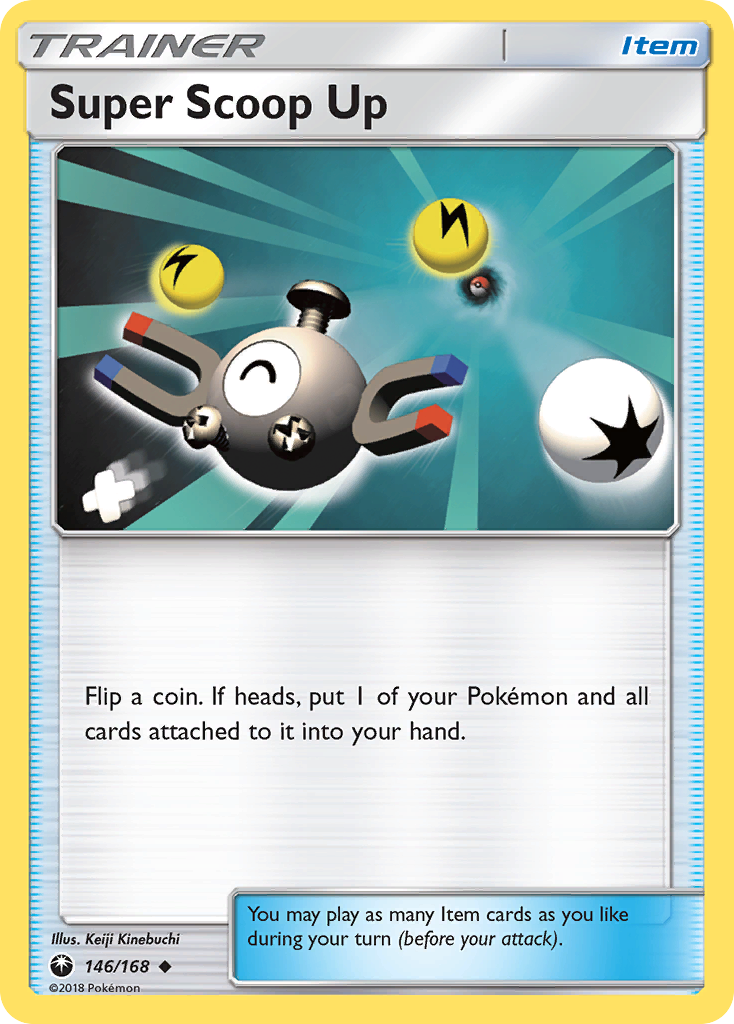 TRAINER
Item
Super Scoop Up
Flip a coin. If heads, put 1 of your Pokémon and all
cards attached to it into your hand.
You may play as many Item cards as you like
during your turn (before your attack).
Illus. Keiji Kinebuchi
146/168
©2018 Pokémon